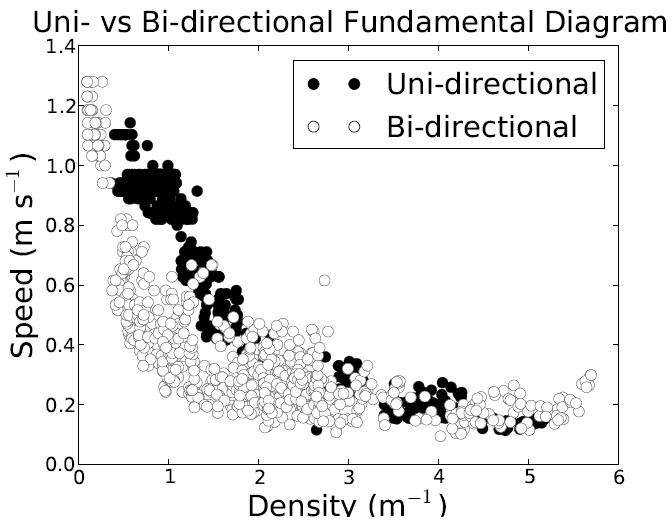 Uni- vs Bi-directional Fundamental Diagram
1.4
1.2
1.0
0.8
0.6
0.4
0.2
0.0
Speed (m s⁻¹)
Uni-directional
Bi-directional
0 1 2 3 4 5 6
Density (m⁻¹)